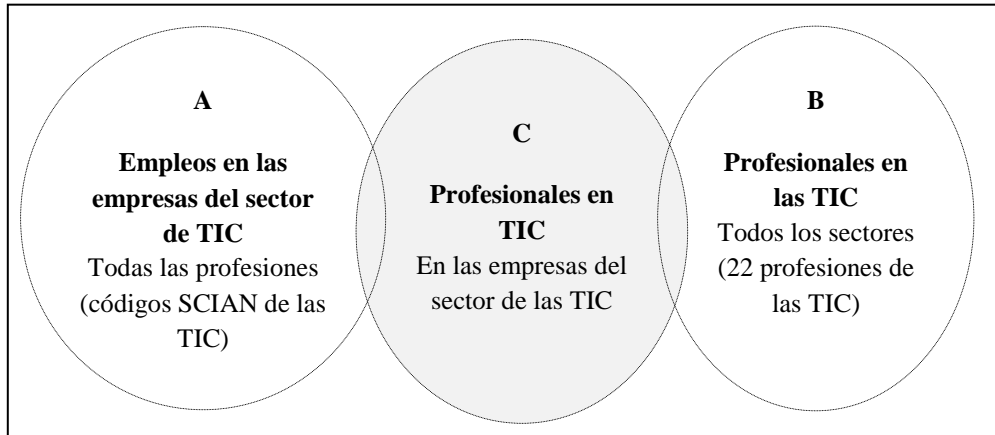 A
Empleos en las
empresas del sector
de TIC
Todas las profesiones
(códigos SCIAN de las
TIC)
C
Profesionales en
TIC
En las empresas del
sector de las TIC
B
Profesionales en
las TIC
Todos los sectores
(22 profesiones de
las TIC)